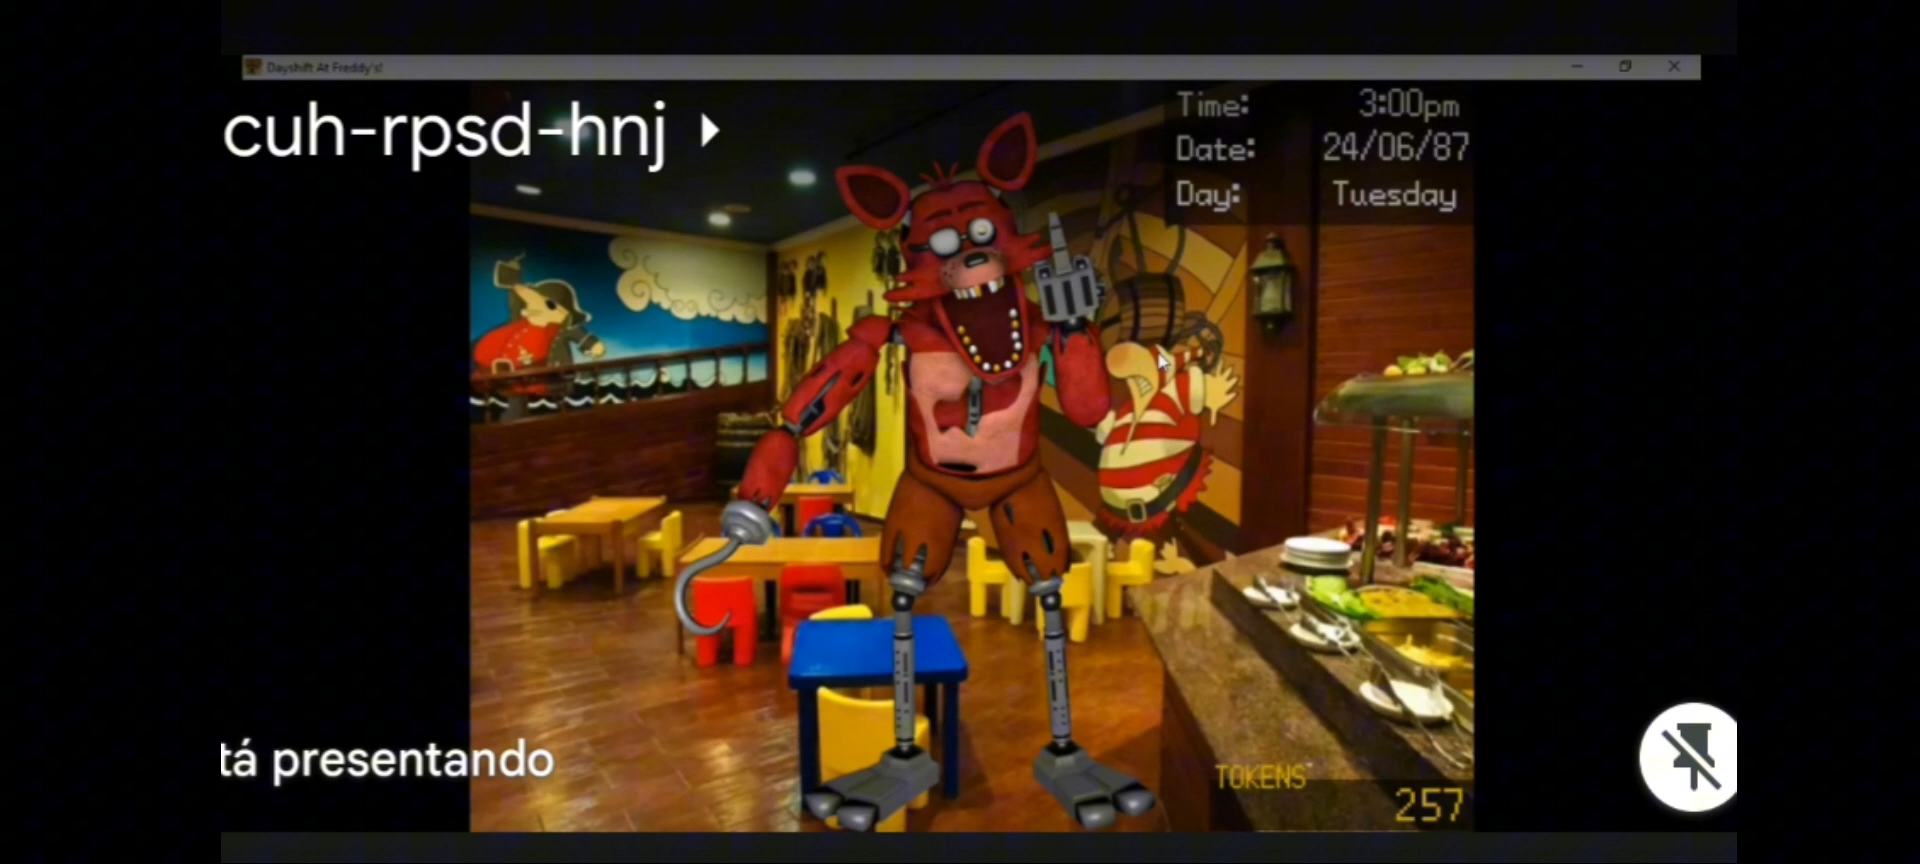 Dayshift At Freddy's!
cuh-rpsd-hnj
Time: 3:00pm
Date: 24/06/87
Day: Tuesday
tá presentando
TOKENS
257